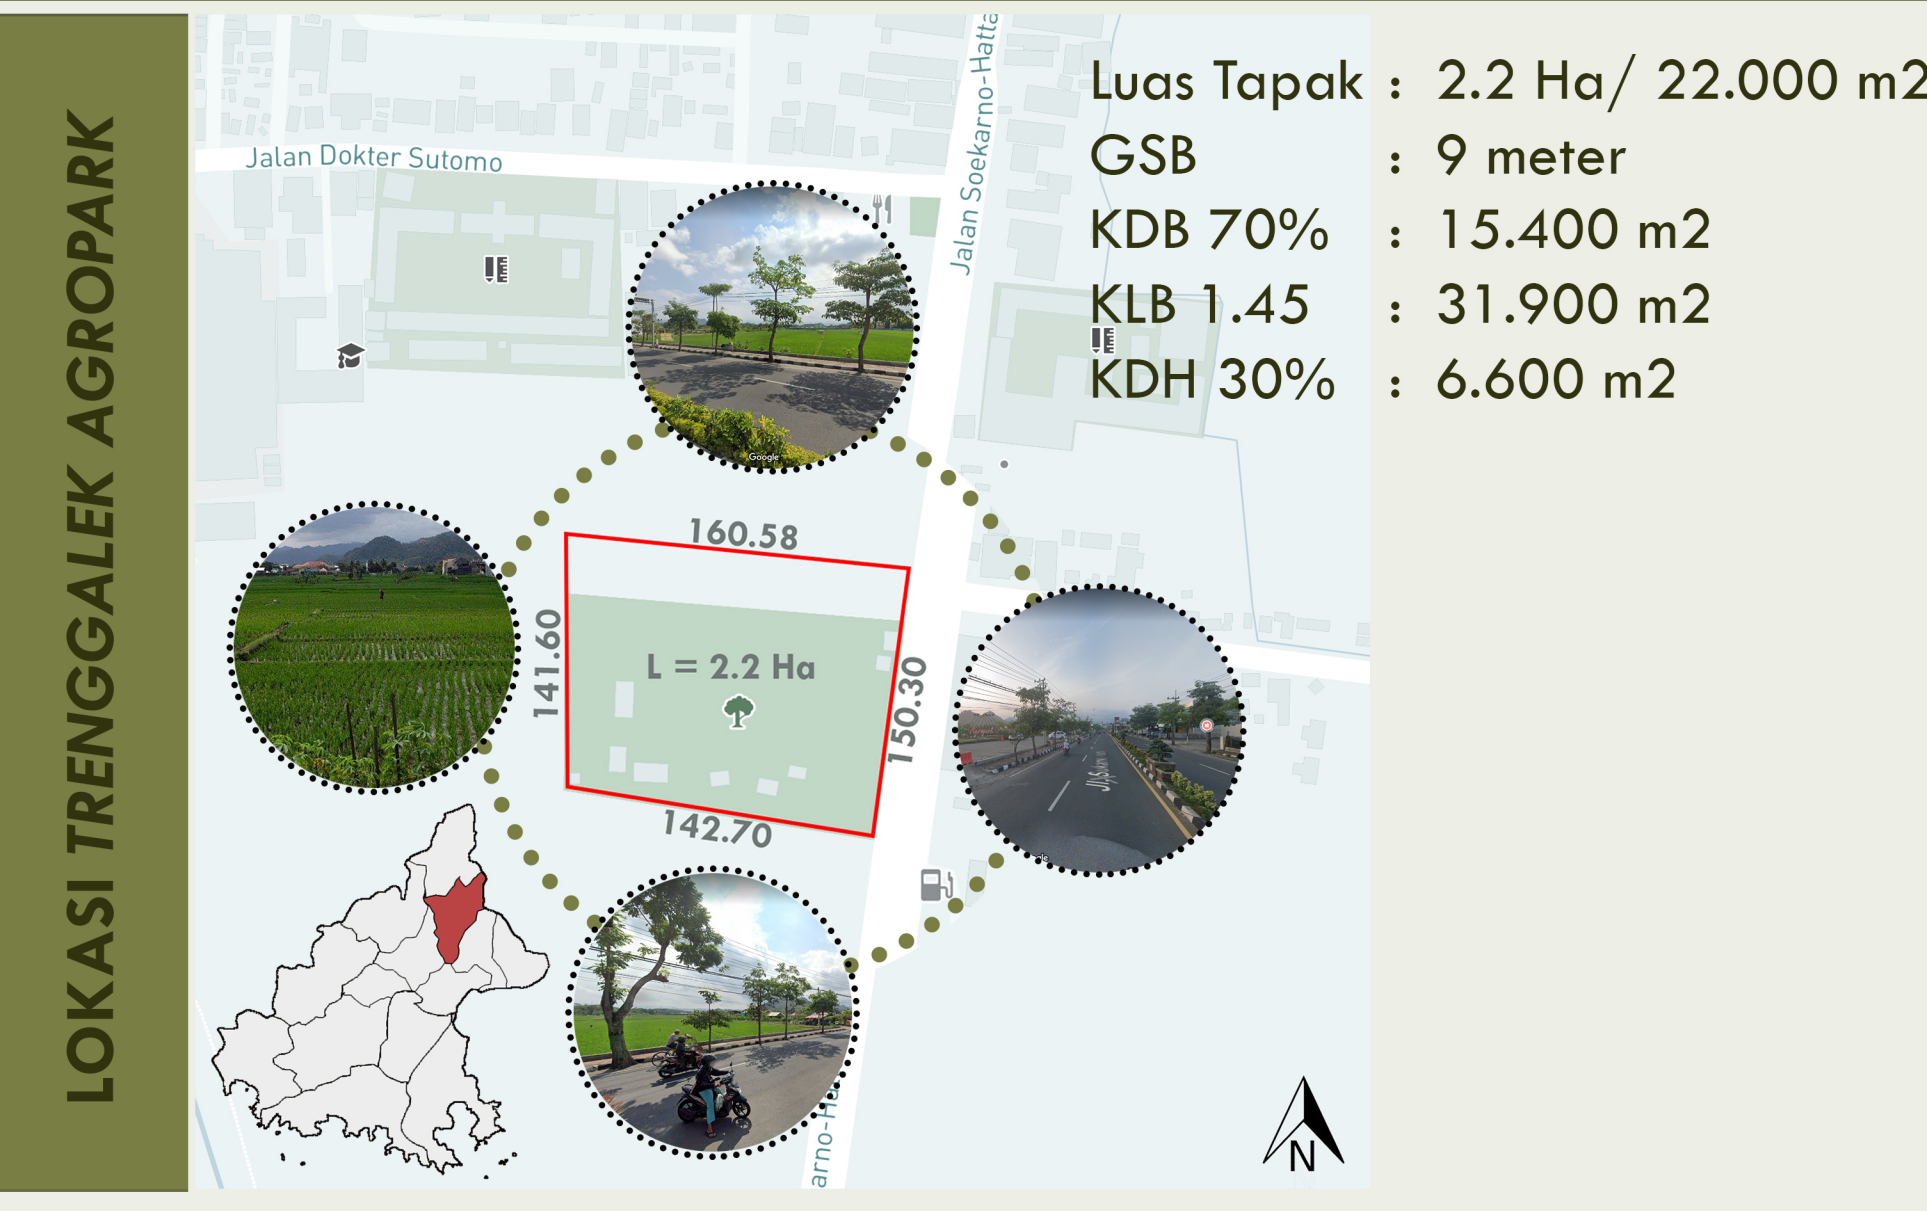 LOKASI TRENGGALEK AGROPARK
Luas Tapak : 2.2 Ha/ 22.000 m2
GSB : 9 meter
KDB 70% : 15.400 m2
KLB 1.45 : 31.900 m2
KDH 30% : 6.600 m2
Jalan Dokter Sutomo
Jalan Soekarno-Hatta
Google
160.58
141.60
L = 2.2 Ha
150.30
142.70
arno-Ha
N